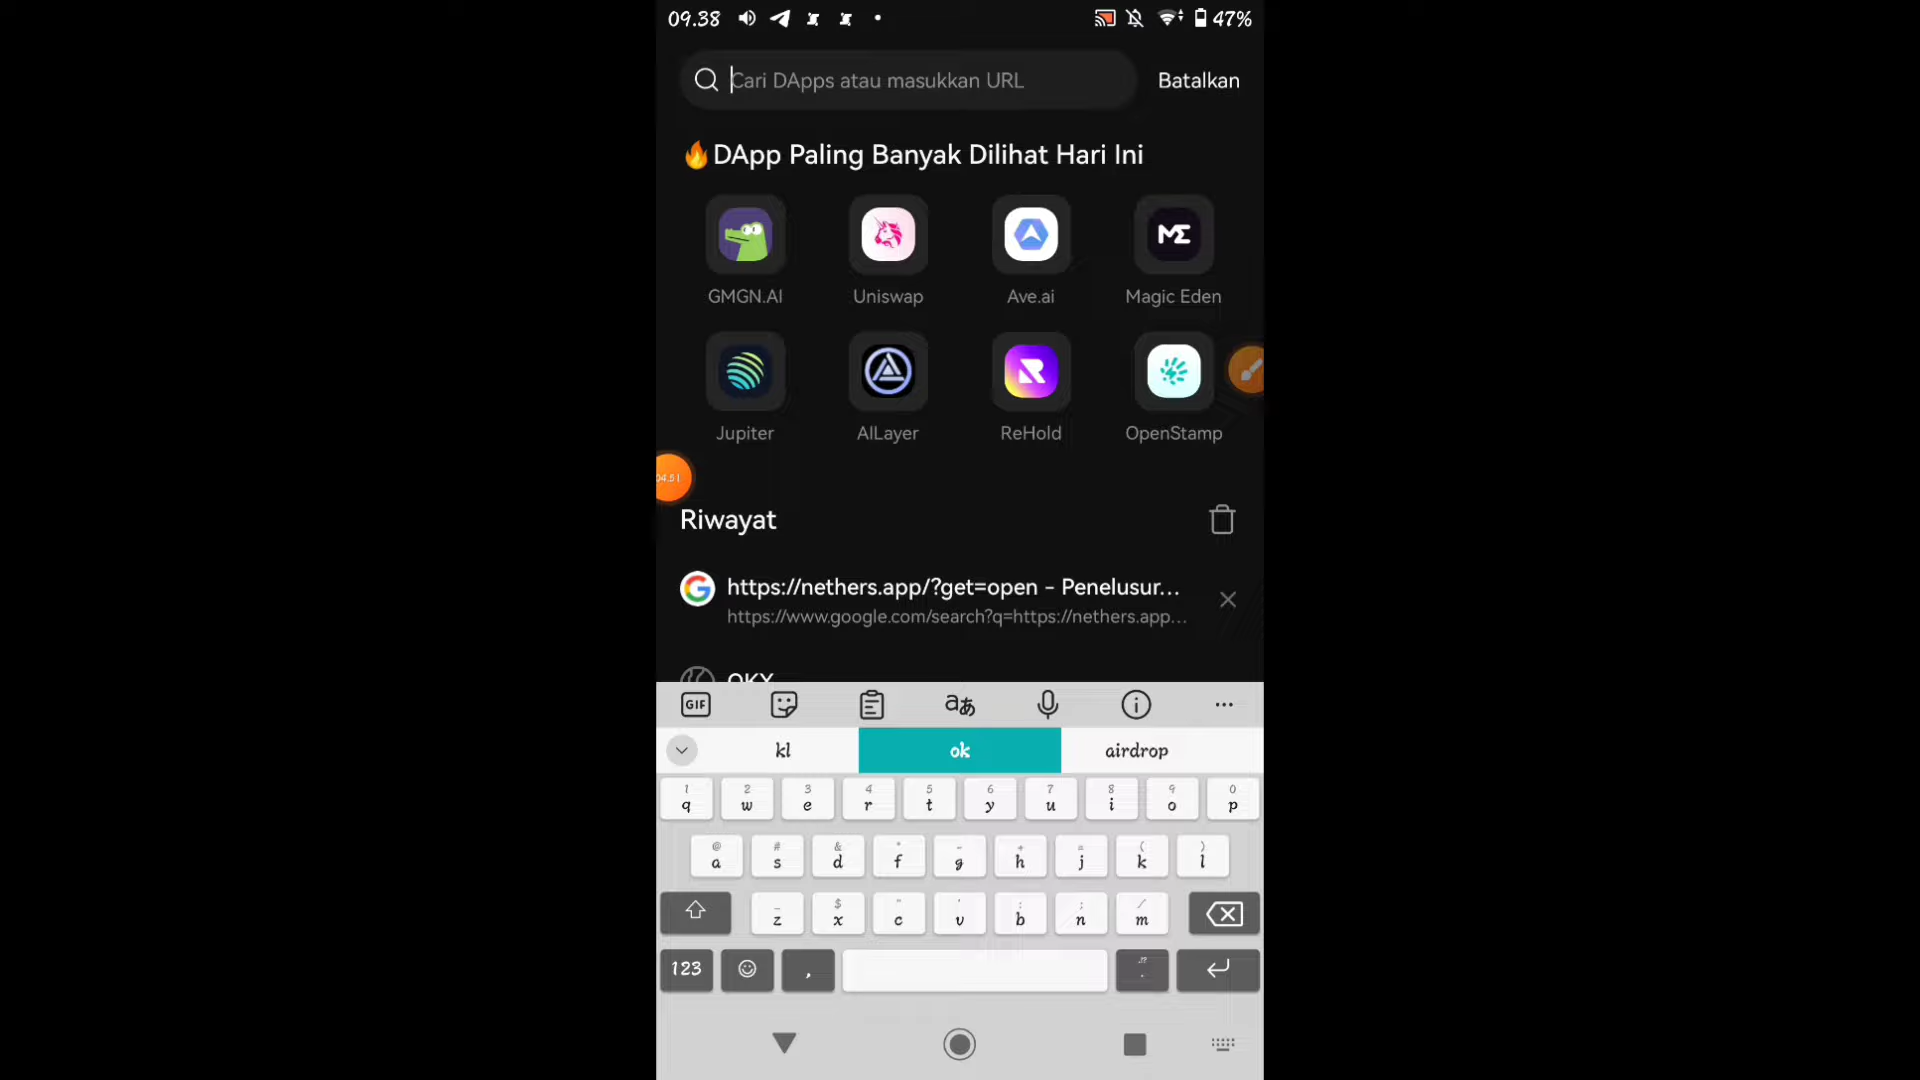 09.38 47%
Cari DApps atau masukkan URL Batalkan
🔥DApp Paling Banyak Dilihat Hari Ini
GMGN.AI Uniswap Ave.ai Magic Eden
Jupiter AILayer ReHold OpenStamp
Riwayat
https://nethers.app/?get=open - Penelusur...
https://www.google.com/search?q=https://nethers.app...
OKX
GIF
kl ok airdrop
1 2 3 4 5 6 7 8 9 0
q w e r t y u i o p
a s d f g h j k l
z x c v b n m
123 , .